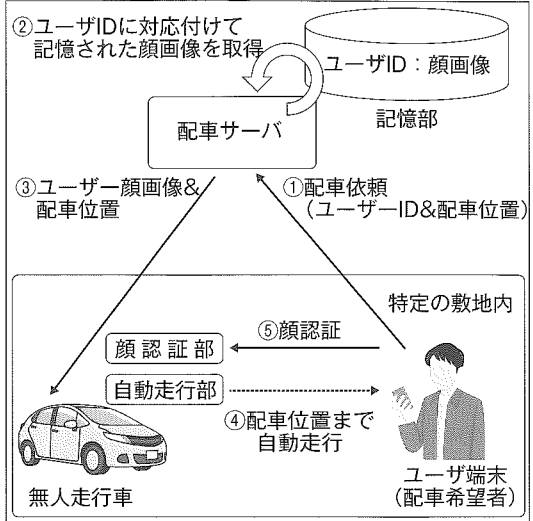 ②ユーザIDに対応付けて
記憶された顔画像を取得
ユーザID：顔画像
記憶部
配車サーバ
③ユーザー顔画像&
配車位置
①配車依頼
（ユーザーID&配車位置）
特定の敷地内
⑤顔認証
顔認証部
自動走行部
④配車位置まで
自動走行
無人走行車
ユーザ端末
（配車希望者）